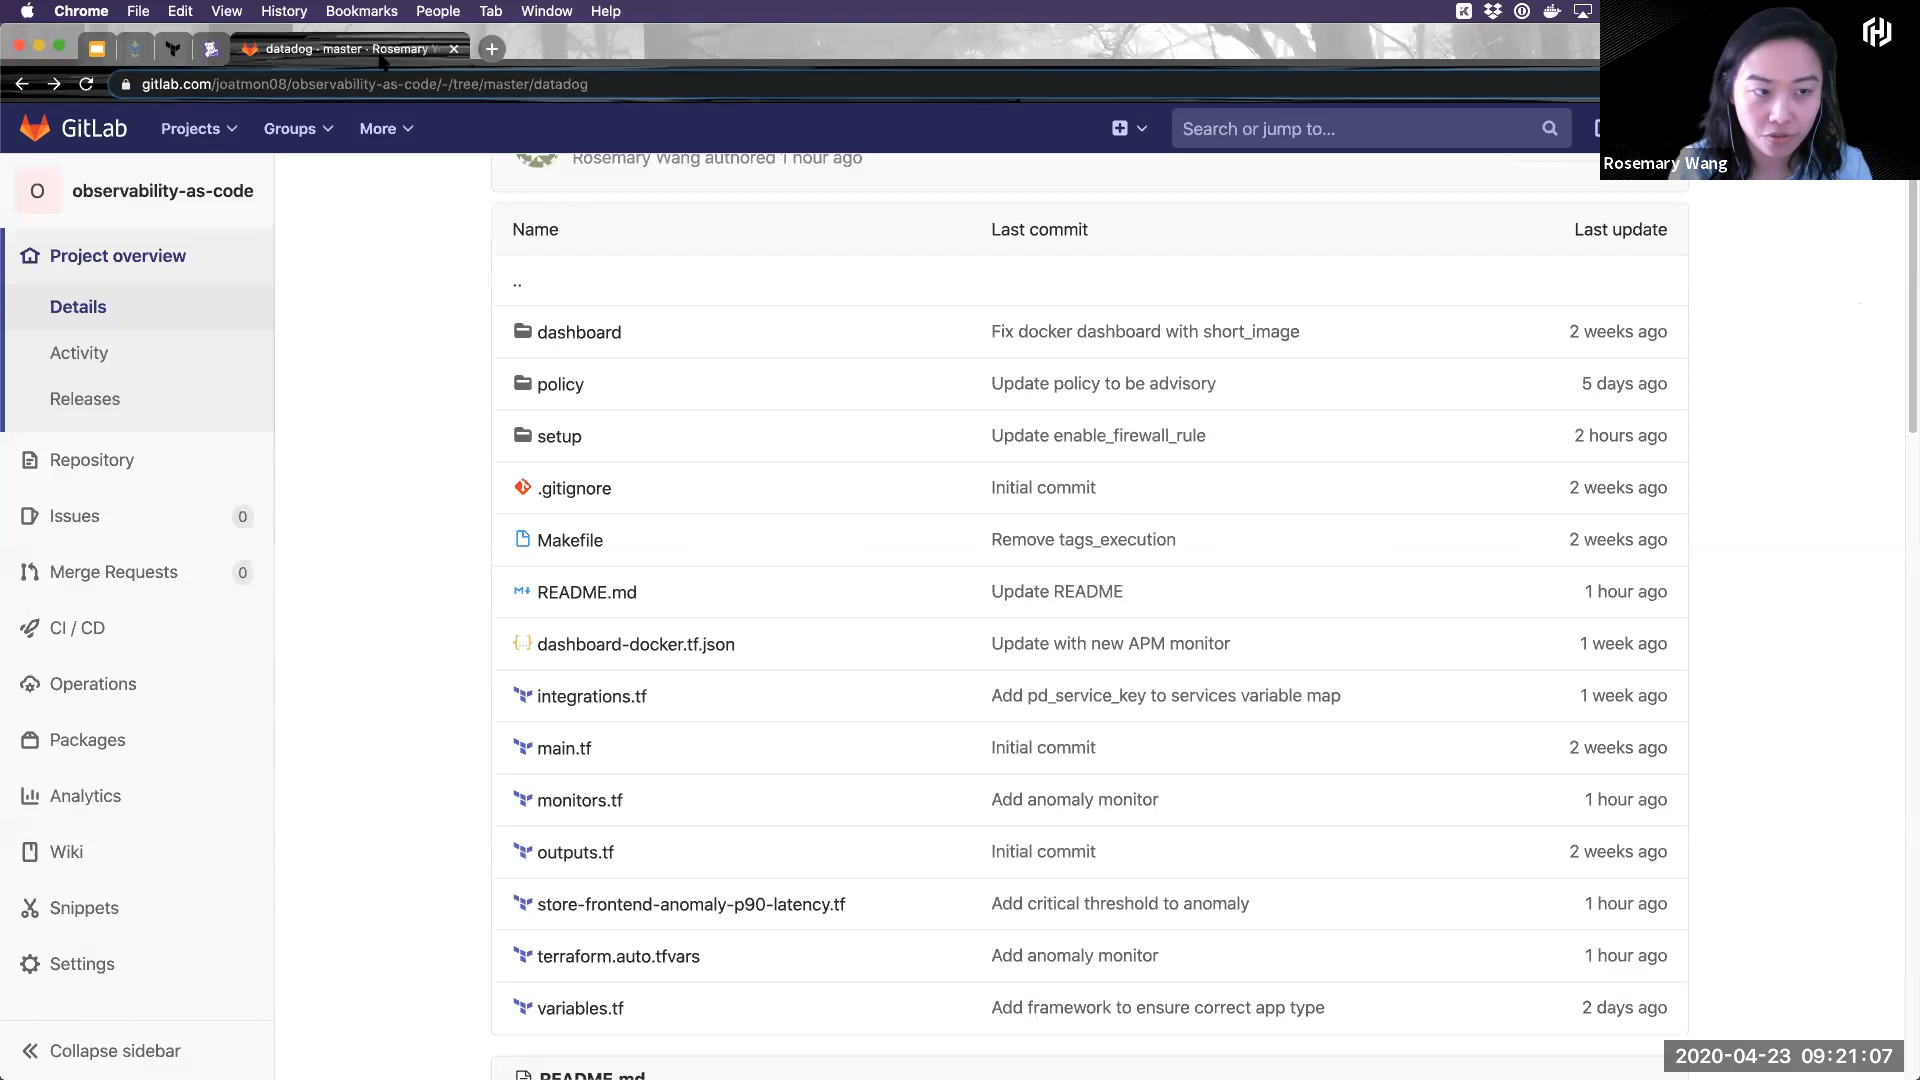 Chrome File Edit View History Bookmarks People Tab Window Help
datadog · master · Rosemary
gitlab.com/joatmon08/observability-as-code/-/tree/master/datadog
GitLab Projects Groups More Search or jump to...
Rosemary Wang
O observability-as-code
Project overview
Details
Activity
Releases
Repository
Issues 0
Merge Requests 0
CI / CD
Operations
Packages
Analytics
Wiki
Snippets
Settings
Collapse sidebar
Rosemary Wang authored 1 hour ago
Name Last commit Last update
..
dashboard Fix docker dashboard with short_image 2 weeks ago
policy Update policy to be advisory 5 days ago
setup Update enable_firewall_rule 2 hours ago
.gitignore Initial commit 2 weeks ago
Makefile Remove tags_execution 2 weeks ago
README.md Update README 1 hour ago
dashboard-docker.tf.json Update with new APM monitor 1 week ago
integrations.tf Add pd_service_key to services variable map 1 week ago
main.tf Initial commit 2 weeks ago
monitors.tf Add anomaly monitor 1 hour ago
outputs.tf Initial commit 2 weeks ago
store-frontend-anomaly-p90-latency.tf Add critical threshold to anomaly 1 hour ago
terraform.auto.tfvars Add anomaly monitor 1 hour ago
variables.tf Add framework to ensure correct app type 2 days ago
README.md
2020-04-23 09:21:07